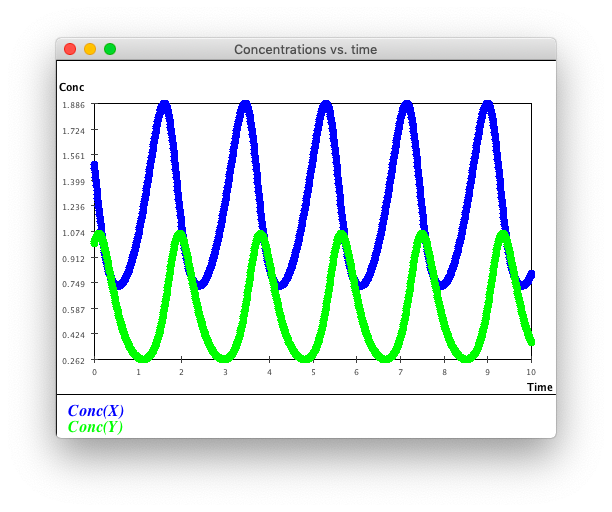 Concentrations vs. time
Conc
1.886
1.724
1.561
1.399
1.236
1.074
0.912
0.749
0.587
0.424
0.262
0 1 2 3 4 5 6 7 8 9 10
Time
Conc(X)
Conc(Y)